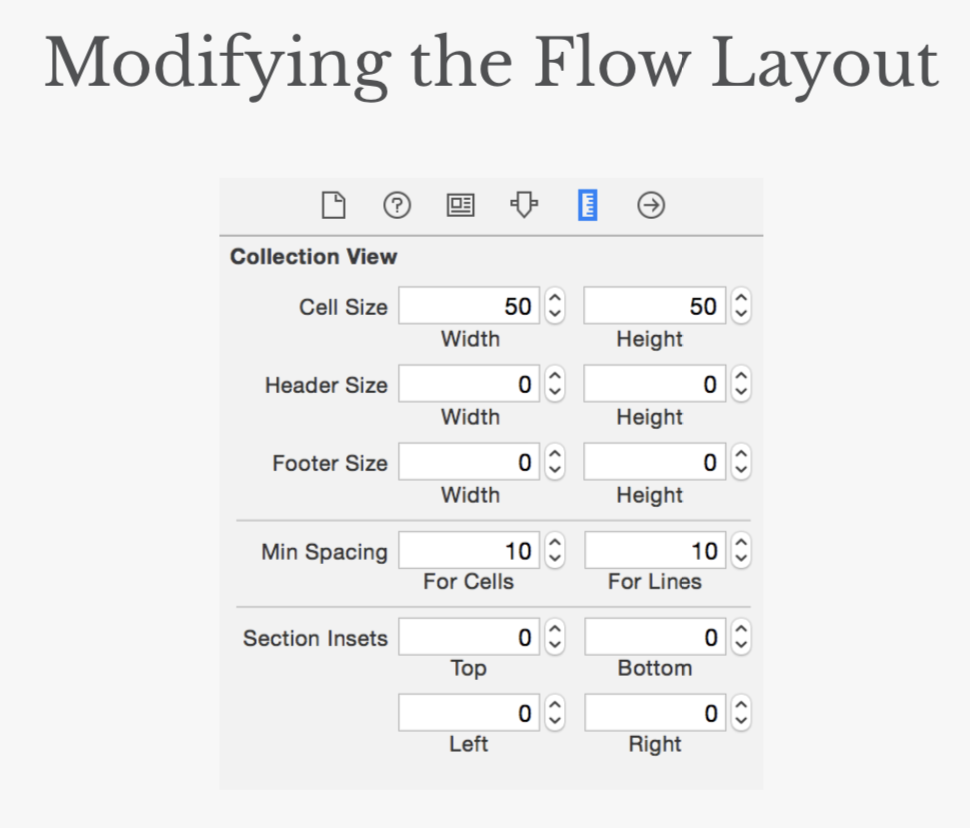 Modifying the Flow Layout
?
Collection View
Cell Size 50 50
Width Height
Header Size 0 0
Width Height
Footer Size 0 0
Width Height
Min Spacing 10 10
For Cells For Lines
Section Insets 0 0
Top Bottom
0 0
Left Right